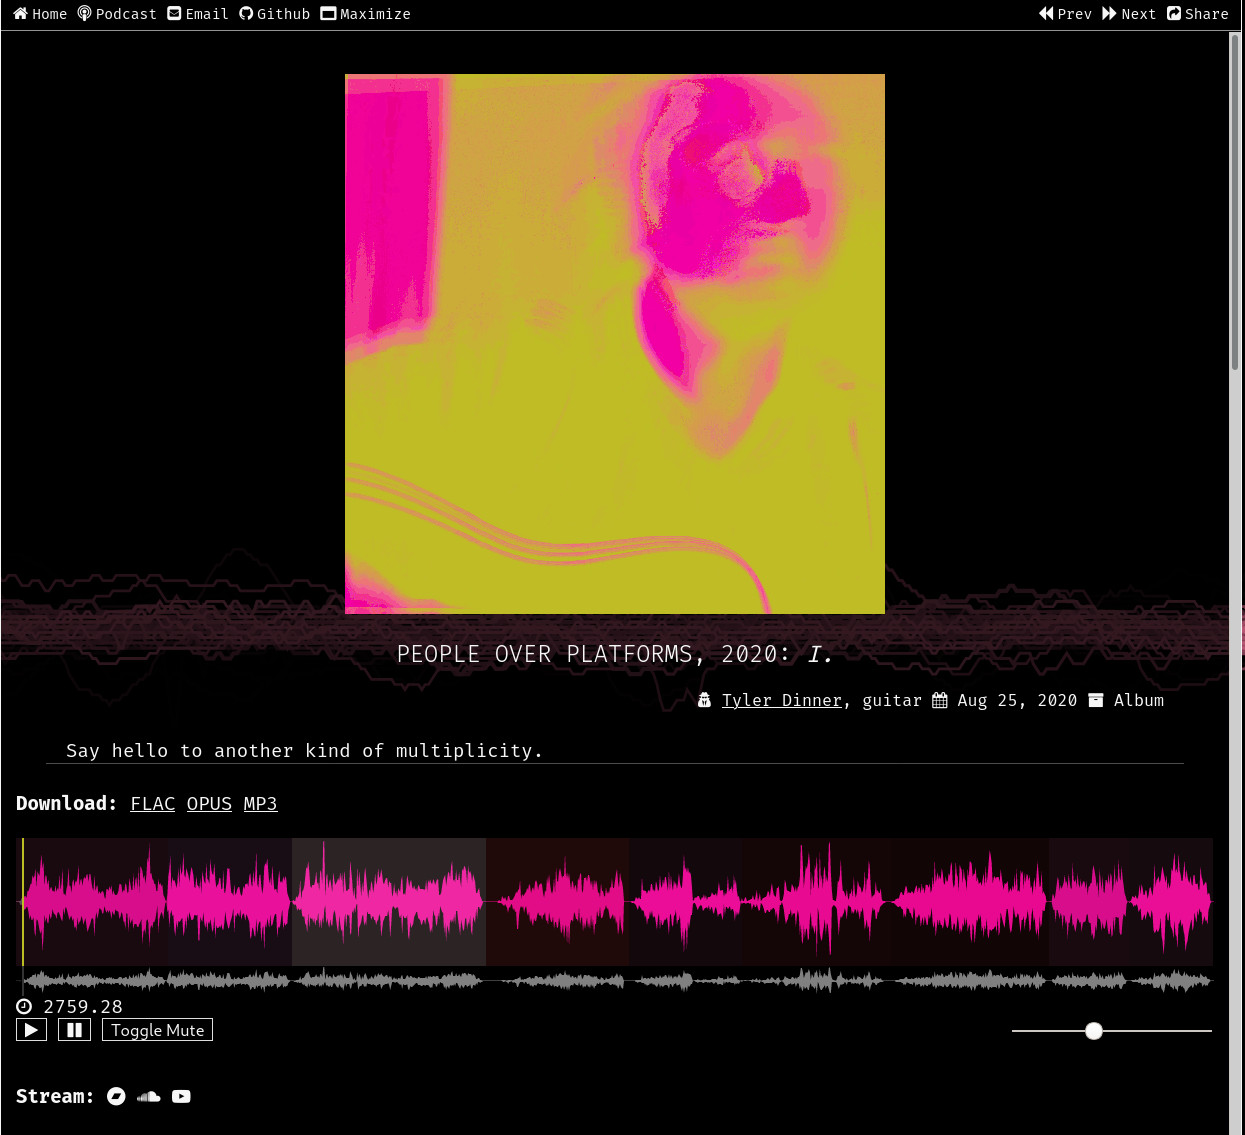 Home Podcast Email Github Maximize Prev Next Share
PEOPLE OVER PLATFORMS, 2020: I.
Tyler Dinner, guitar Aug 25, 2020 Album
Say hello to another kind of multiplicity.
Download: FLAC OPUS MP3
2759.28
Toggle Mute
Stream: